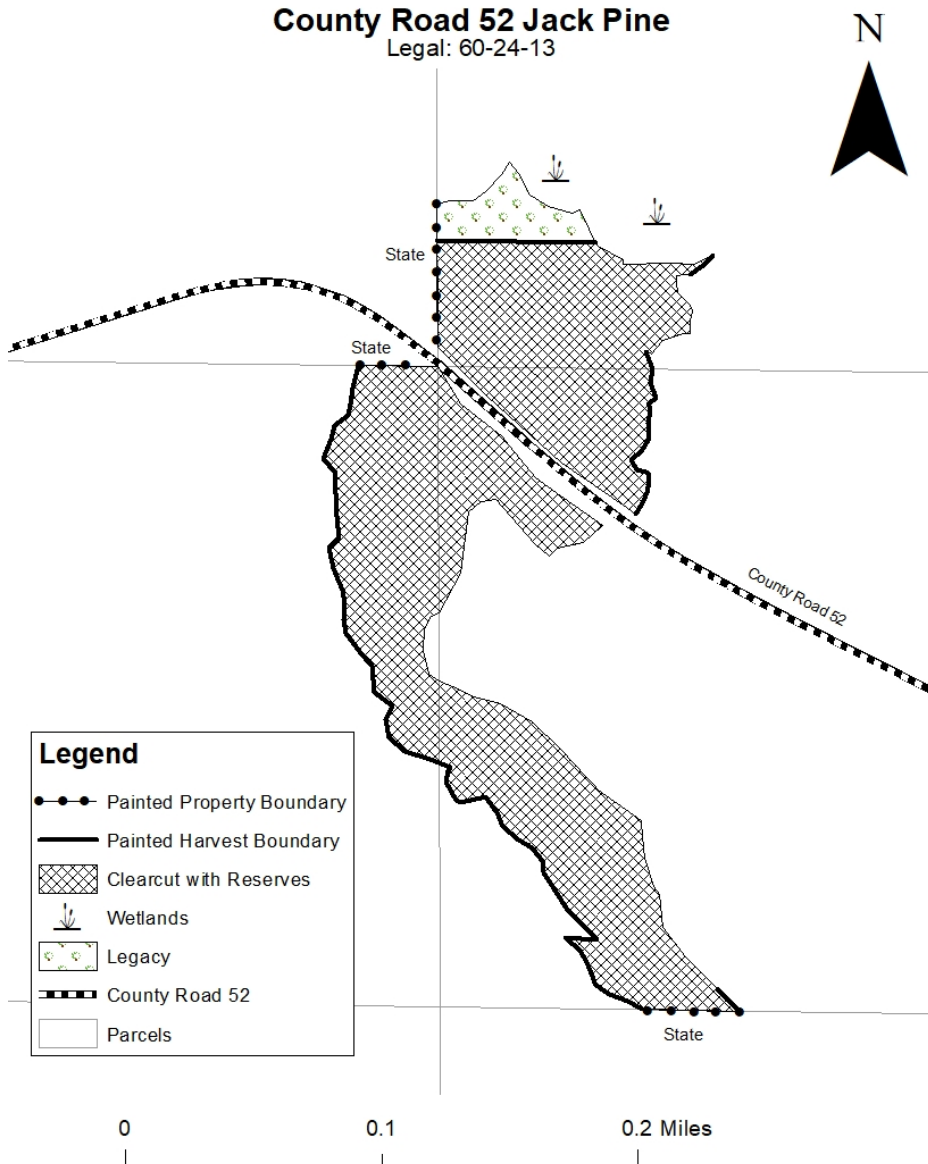 County Road 52 Jack Pine
Legal: 60-24-13
N
State
State
County Road 52
Legend
Painted Property Boundary
Painted Harvest Boundary
Clearcut with Reserves
Wetlands
Legacy
County Road 52
Parcels
State
0 0.1 0.2 Miles